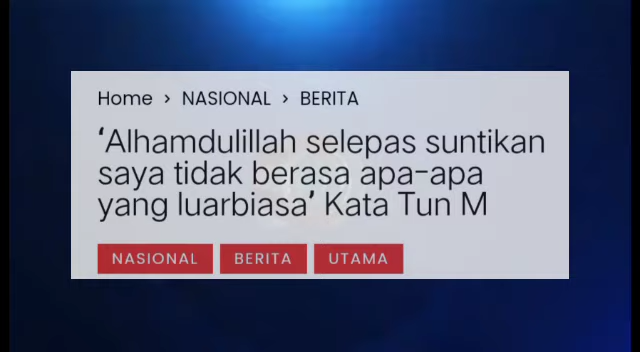 Home > NASIONAL > BERITA
‘Alhamdulillah selepas suntikan
saya tidak berasa apa-apa
yang luarbiasa’ Kata Tun M
NASIONAL BERITA UTAMA